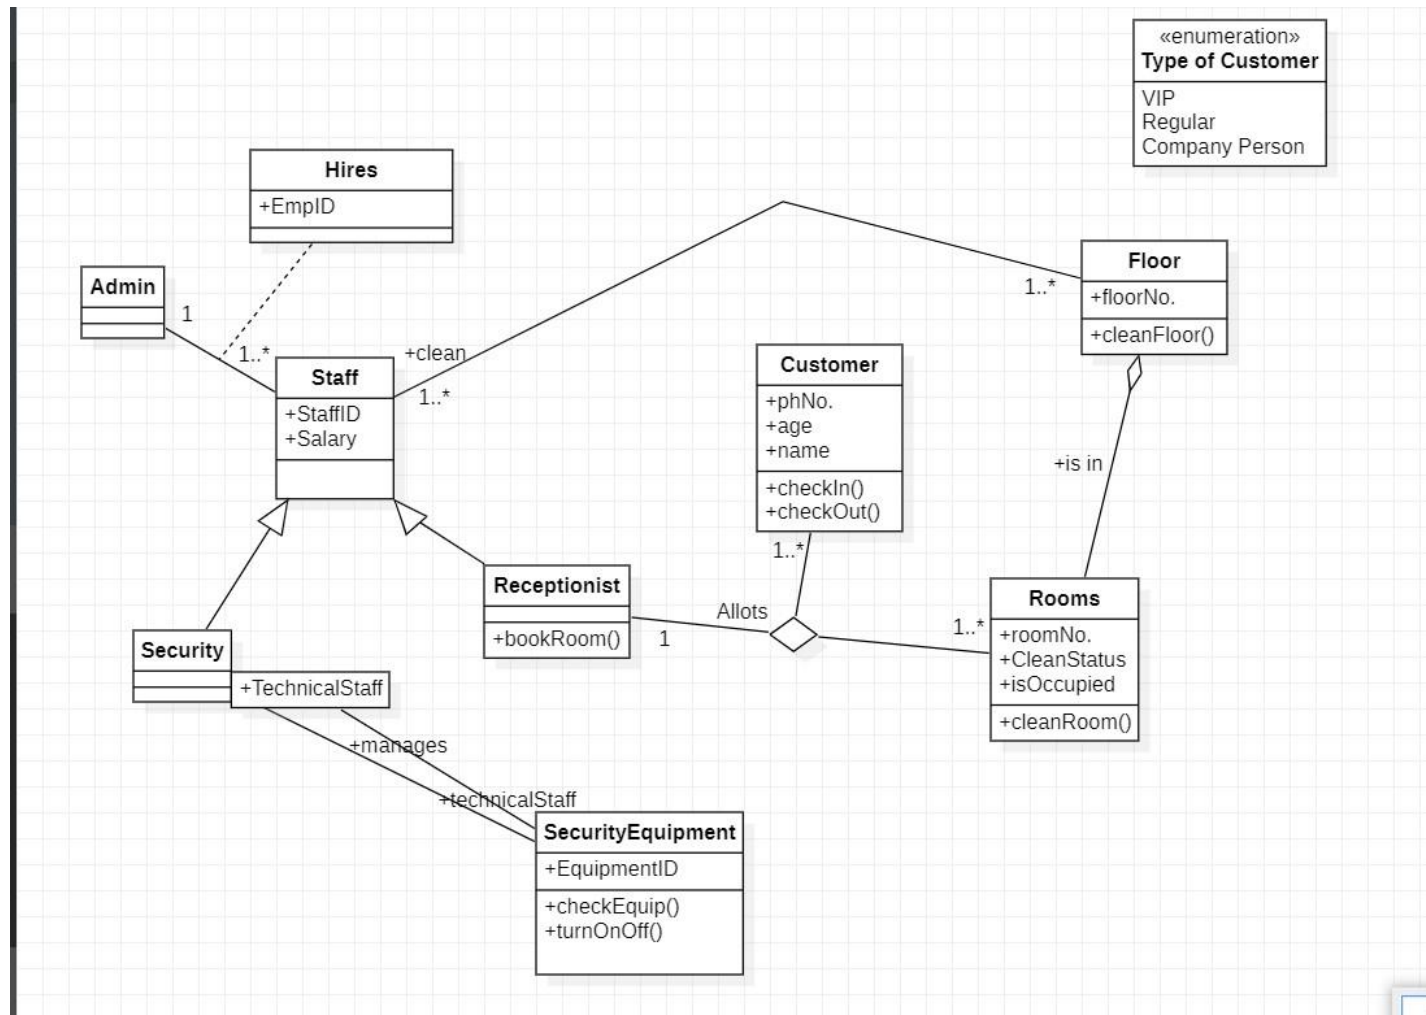 «enumeration»
Type of Customer
VIP
Regular
Company Person
Hires
+EmpID
Admin
1
1..*
Staff
+StaffID
+Salary
+clean
1..*
1..*
Floor
+floorNo.
+cleanFloor()
Customer
+phNo.
+age
+name
+checkIn()
+checkOut()
1..*
+is in
Receptionist
+bookRoom()
1
Allots
1..*
Rooms
+roomNo.
+CleanStatus
+isOccupied
+cleanRoom()
Security
+TechnicalStaff
+manages
+technicalStaff
SecurityEquipment
+EquipmentID
+checkEquip()
+turnOnOff()